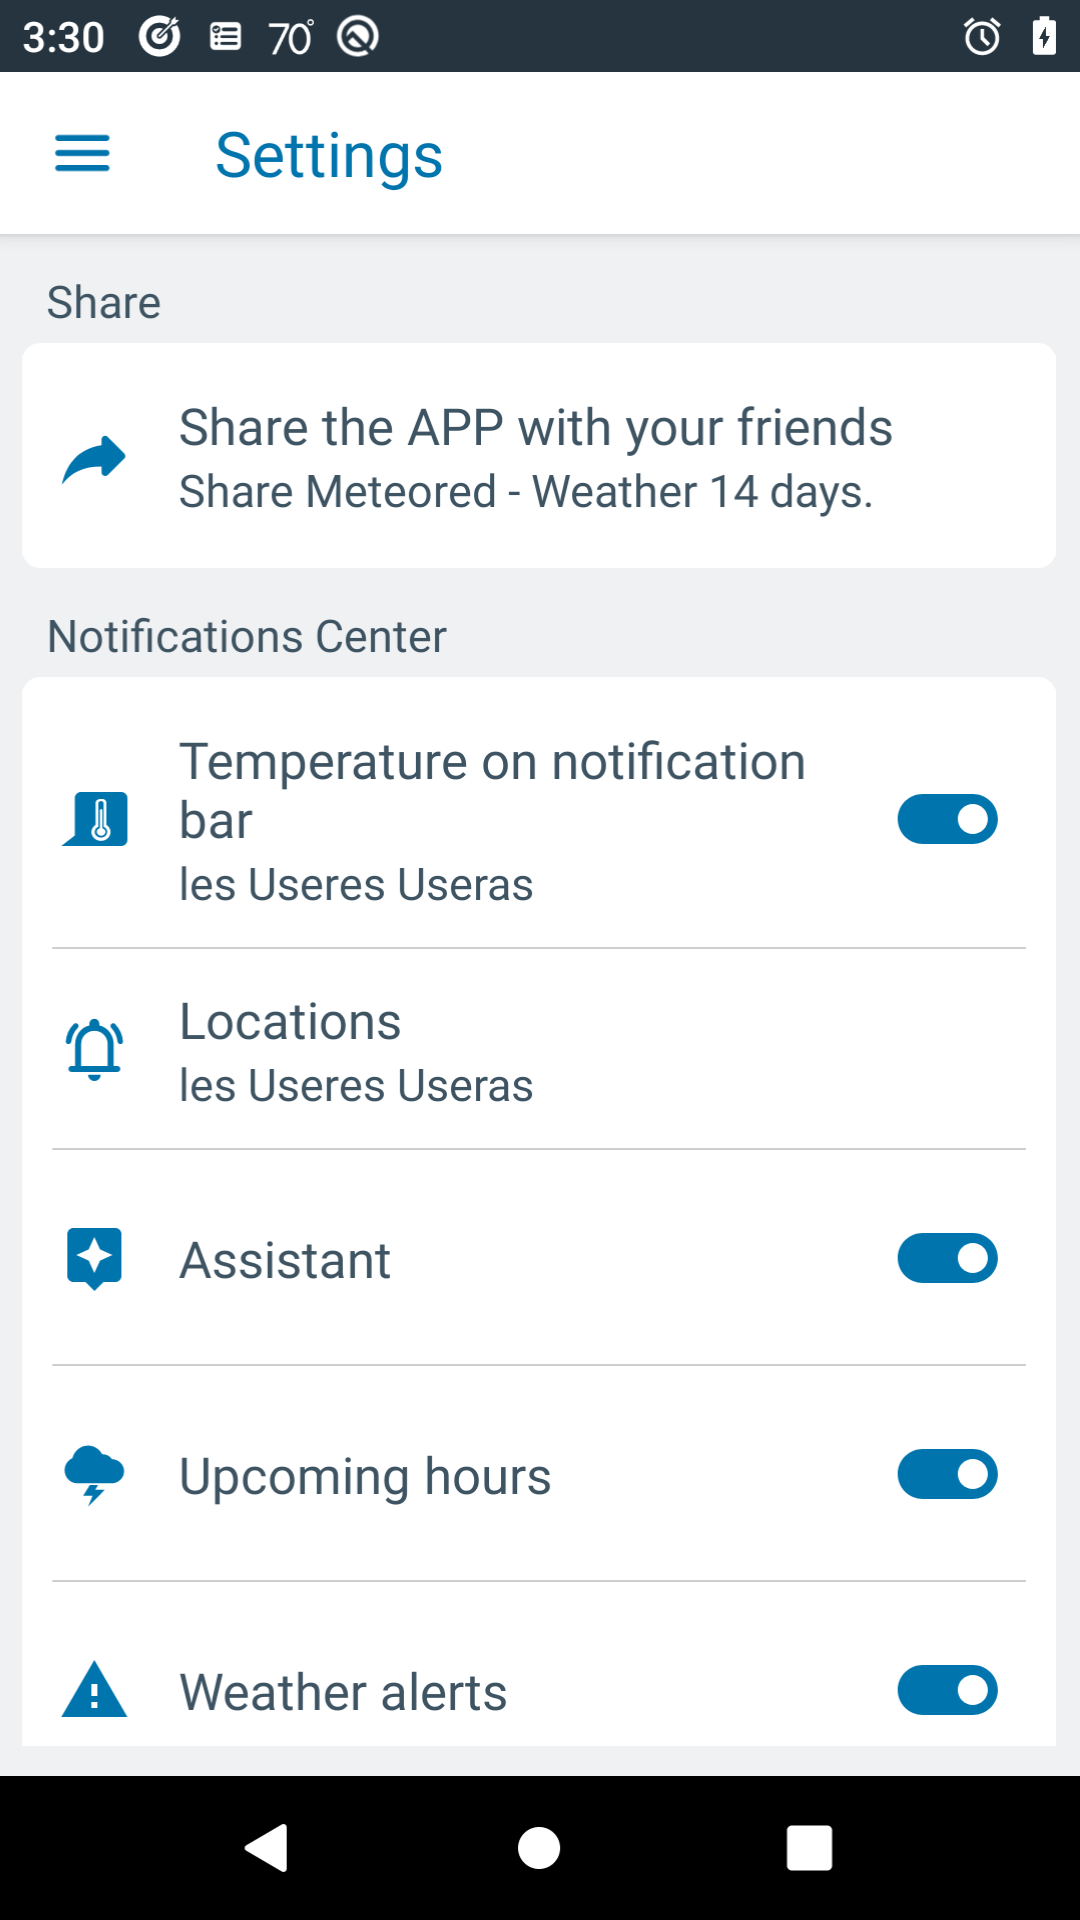 3:30 70°
Settings
Share
Share the APP with your friends
Share Meteored - Weather 14 days.
Notifications Center
Temperature on notification
bar
les Useres Useras
Locations
les Useres Useras
Assistant
Upcoming hours
Weather alerts